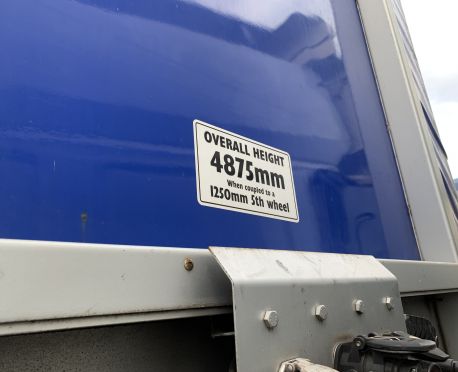 OVERALL HEIGHT
4875mm
When coupled to a
1250mm 5th wheel